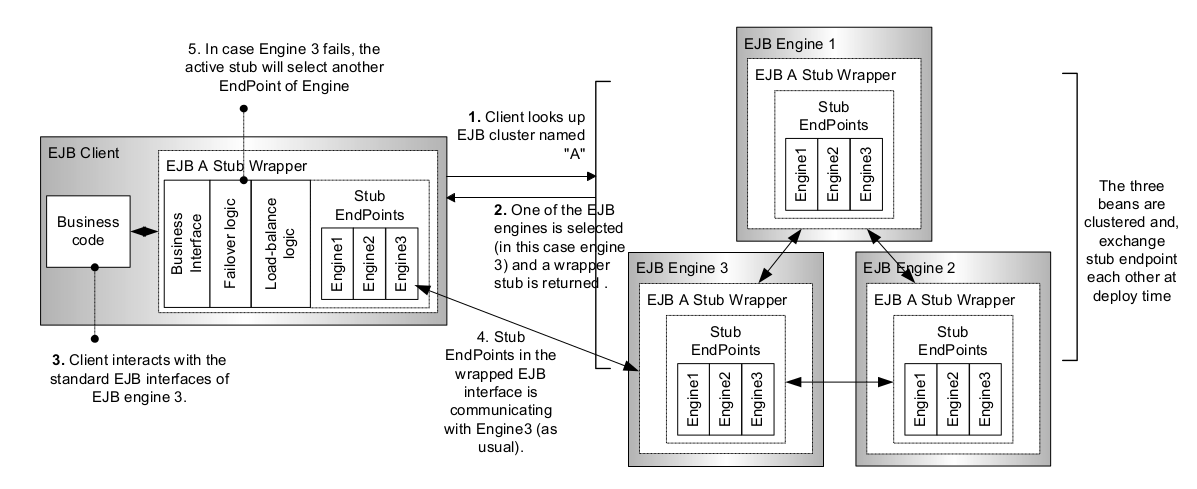 5. In case Engine 3 fails, the
active stub will select another
EndPoint of Engine
EJB Client
EJB A Stub Wrapper
Business
code
Business
Interface
Failover logic
Load-balance
logic
Stub
EndPoints
Engine1
Engine2
Engine3
3. Client interacts with the
standard EJB interfaces of
EJB engine 3.
1. Client looks up
EJB cluster named
"A"
2. One of the EJB
engines is selected
(in this case engine
3) and a wrapper
stub is returned .
4. Stub
EndPoints in the
wrapped EJB
interface is
communicating
with Engine3 (as
usual).
EJB Engine 1
EJB A Stub Wrapper
Stub
EndPoints
Engine1
Engine2
Engine3
EJB Engine 3
EJB A Stub Wrapper
Stub
EndPoints
Engine1
Engine2
Engine3
EJB Engine 2
EJB A Stub Wrapper
Stub
EndPoints
Engine1
Engine2
Engine3
The three
beans are
clustered and,
exchange
stub endpoint
each other at
deploy time